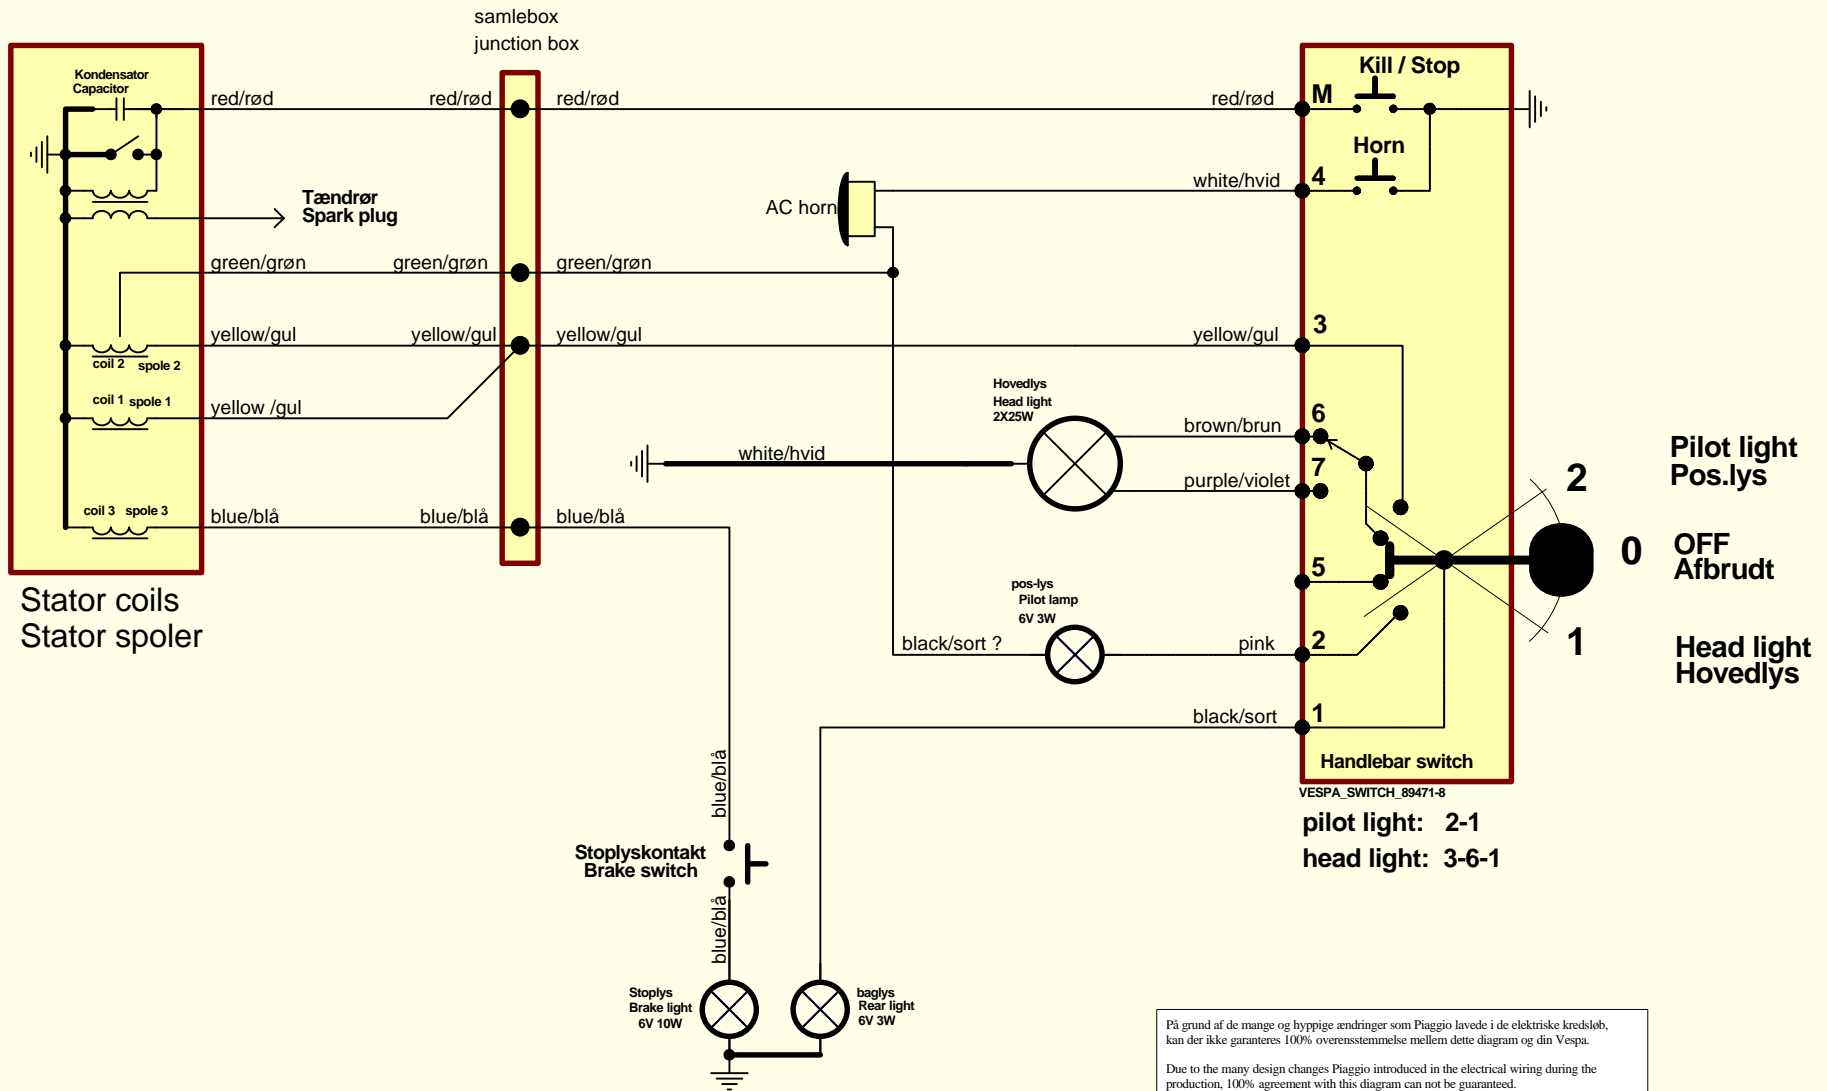 samlebox
junction box
Kondensator
Capacitor
red/rød
red/rød
red/rød
red/rød
M
Kill / Stop
Horn
4
white/hvid
AC horn
Tændrør
Spark plug
green/grøn
green/grøn
green/grøn
yellow/gul
yellow/gul
yellow/gul
yellow/gul
3
coil 2 spole 2
coil 1 spole 1
yellow /gul
Hovedlys
Head light
2X25W
brown/brun
6
white/hvid
7
purple/violet
2
Pilot light
Pos.lys
coil 3 spole 3
blue/blå
blue/blå
blue/blå
0
OFF
Afbrudt
5
Stator coils
Stator spoler
pos-lys
Pilot lamp
6V 3W
black/sort ?
pink
2
1
Head light
Hovedlys
black/sort
1
Handlebar switch
VESPA_SWITCH_89471-8
pilot light: 2-1
head light: 3-6-1
blue/blå
Stoplyskontakt
Brake switch
blue/blå
Stoplys
Brake light
6V 10W
baglys
Rear light
6V 3W
På grund af de mange og hyppige ændringer som Piaggio lavede i de elektriske kredsløb,
kan der ikke garanteres 100% overensstemmelse mellem dette diagram og din Vespa.
Due to the many design changes Piaggio introduced in the electrical wiring during the
production, 100% agreement with this diagram can not be guaranteed.